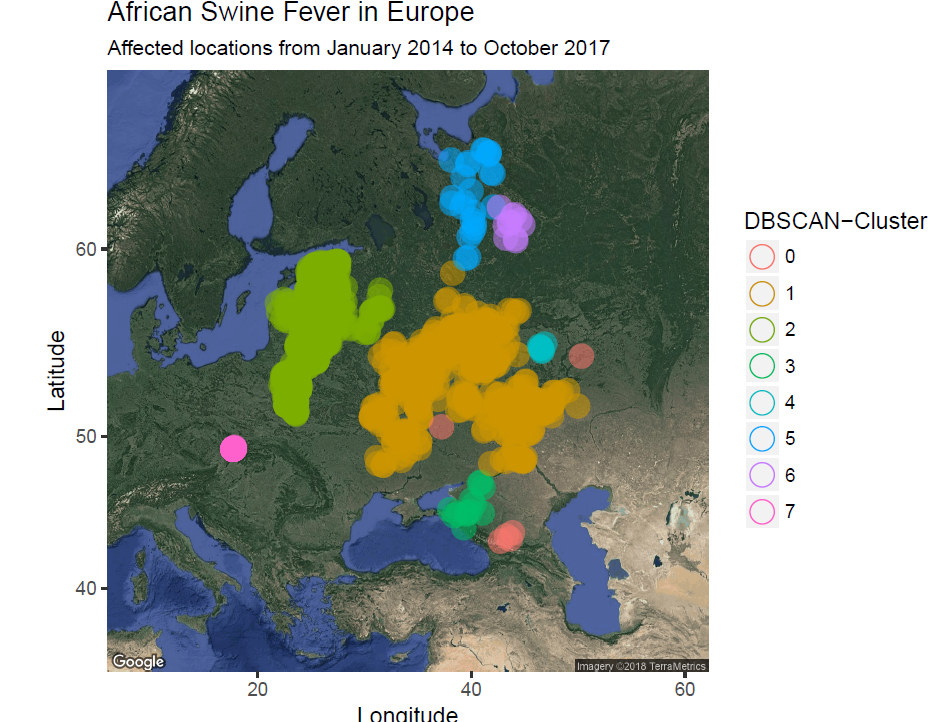 African Swine Fever in Europe
Affected locations from January 2014 to October 2017
DBSCAN−Cluster
0
1
2
3
4
5
6
7
Latitude
60
50
40
Google
Imagery ©2018 TerraMetrics
20
40
60
Longitude